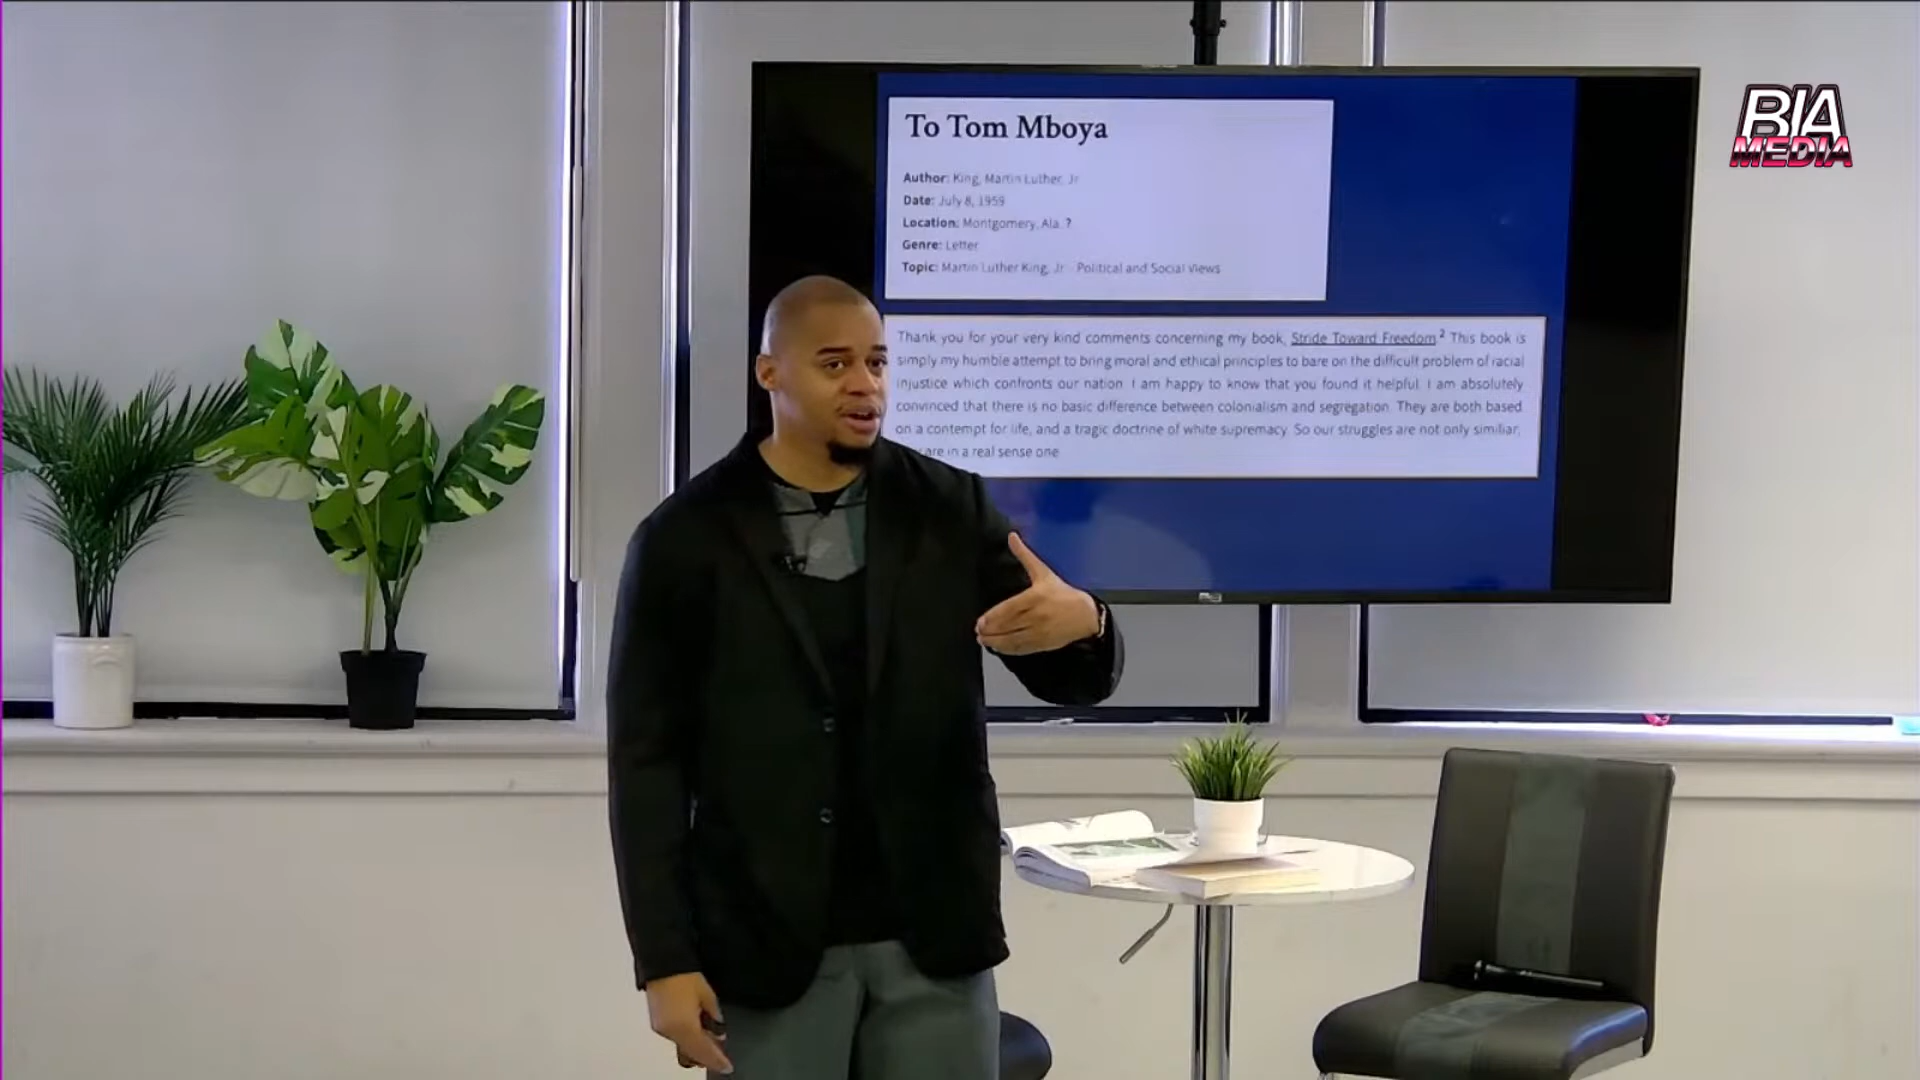 BIA
MEDIA
To Tom Mboya
Author: King, Martin Luther, Jr
Date: July 8, 1959
Location: Montgomery, Ala. ?
Genre: Letter
Topic: Martin Luther King, Jr - Political and Social Views
Thank you for your very kind comments concerning my book, Stride Toward Freedom.2 This book is
simply my humble attempt to bring moral and ethical principles to bare on the difficult problem of racial
injustice which confronts our nation. I am happy to know that you found it helpful. I am absolutely
convinced that there is no basic difference between colonialism and segregation. They are both based
on a contempt for life, and a tragic doctrine of white supremacy. So our struggles are not only similiar;
are in a real sense one